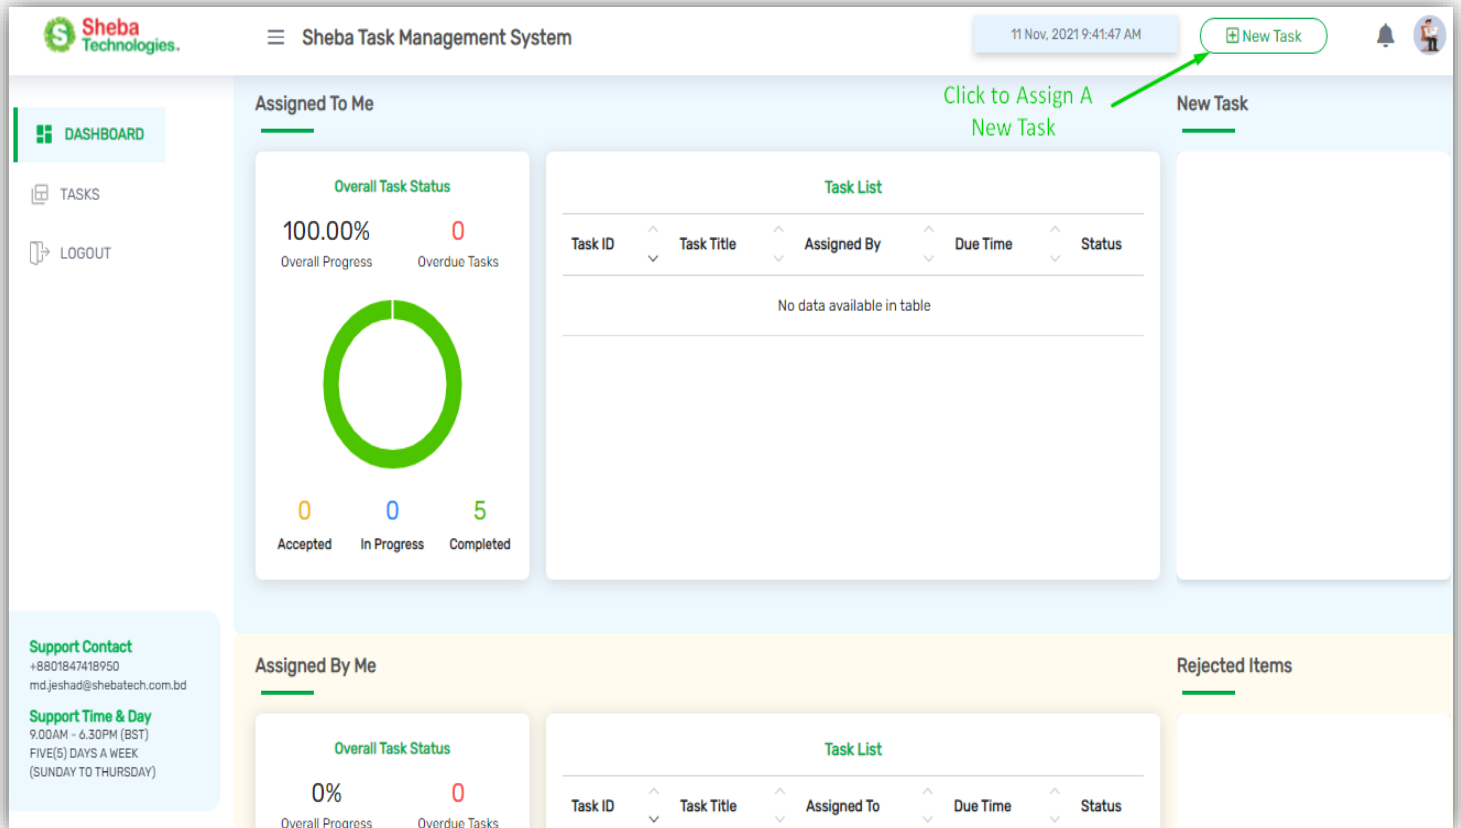 Sheba
Technologies.
Sheba Task Management System
11 Nov, 2021 9:41:47 AM
New Task
Click to Assign A
New Task
DASHBOARD
TASKS
LOGOUT
Assigned To Me
Overall Task Status
100.00% 0
Overall Progress Overdue Tasks
0 0 5
Accepted In Progress Completed
Task List
Task ID Task Title Assigned By Due Time Status
No data available in table
New Task
Support Contact
+8801847418950
md.jeshad@shebatech.com.bd
Support Time & Day
9.00AM - 6.30PM (BST)
FIVE(5) DAYS A WEEK
(SUNDAY TO THURSDAY)
Assigned By Me
Overall Task Status
0% 0
Overall Progress Overdue Tasks
Task List
Task ID Task Title Assigned To Due Time Status
Rejected Items